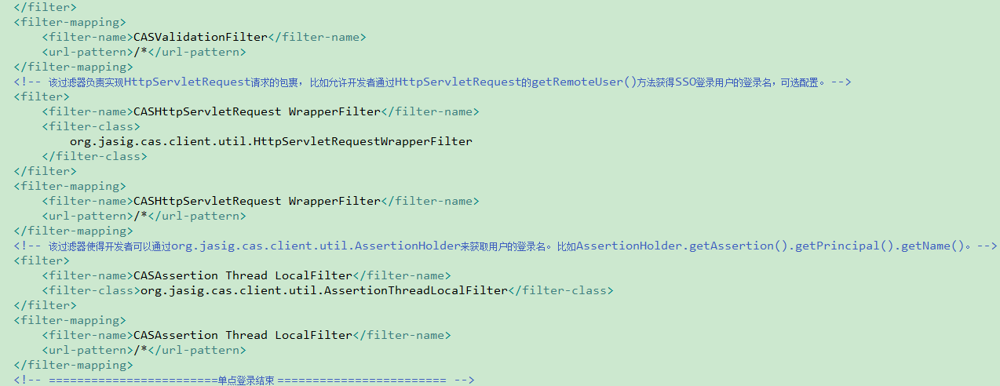 </filter>
<filter-mapping>
    <filter-name>CASValidationFilter</filter-name>
    <url-pattern>/*</url-pattern>
</filter-mapping>
<!-- 该过滤器负责实现HttpServletRequest请求的包裹，比如允许开发者通过HttpServletRequest的getRemoteUser()方法获得SSO登录用户的登录名，可选配置。-->
<filter>
    <filter-name>CASHttpServletRequest WrapperFilter</filter-name>
    <filter-class>
        org.jasig.cas.client.util.HttpServletRequestWrapperFilter
    </filter-class>
</filter>
<filter-mapping>
    <filter-name>CASHttpServletRequest WrapperFilter</filter-name>
    <url-pattern>/*</url-pattern>
</filter-mapping>
<!-- 该过滤器使得开发者可以通过org.jasig.cas.client.util.AssertionHolder来获取用户的登录名。比如AssertionHolder.getAssertion().getPrincipal().getName()。-->
<filter>
    <filter-name>CASAssertion Thread LocalFilter</filter-name>
    <filter-class>org.jasig.cas.client.util.AssertionThreadLocalFilter</filter-class>
</filter>
<filter-mapping>
    <filter-name>CASAssertion Thread LocalFilter</filter-name>
    <url-pattern>/*</url-pattern>
</filter-mapping>
<!-- ========================单点登录结束 ======================== -->